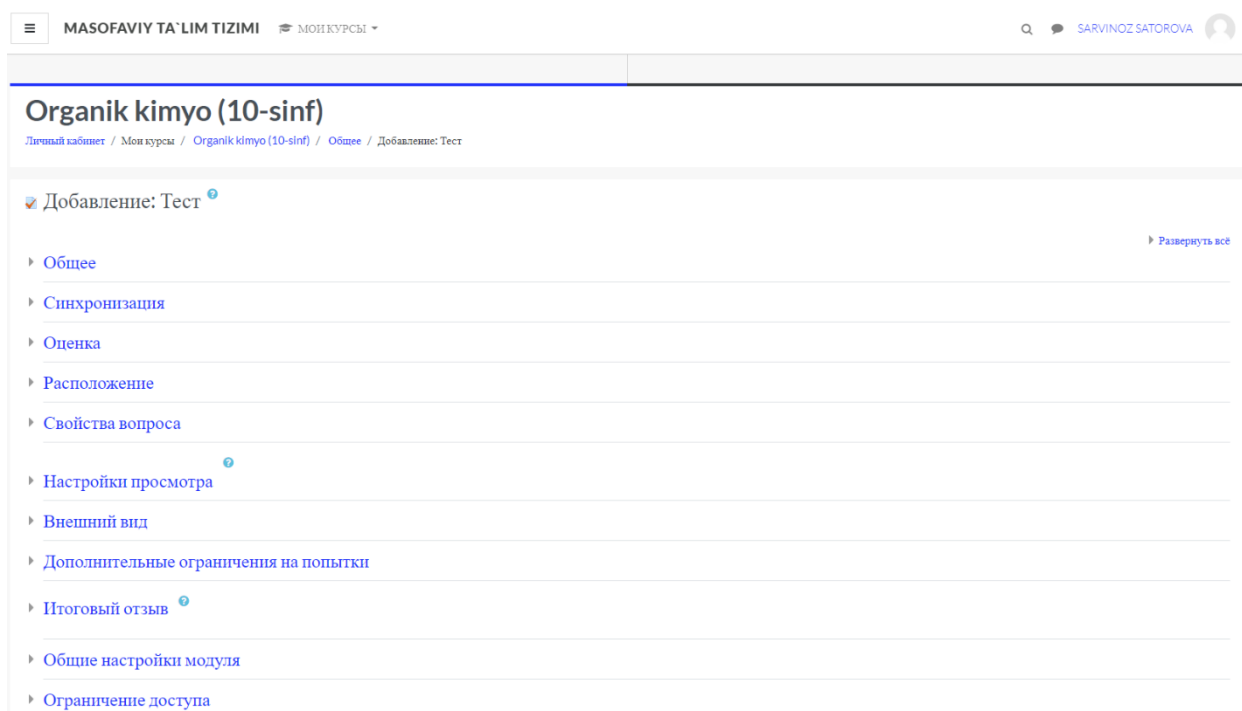 MASOFAVIY TA`LIM TIZIMI МОИ КУРСЫ SARVINOZ SATOROVA
Organik kimyo (10-sinf)
Личный кабинет / Мои курсы / Organik kimyo (10-sinf) / Общее / Добавление: Тест
Добавление: Тест
Развернуть всё
Общее
Синхронизация
Оценка
Расположение
Свойства вопроса
Настройки просмотра
Внешний вид
Дополнительные ограничения на попытки
Итоговый отзыв
Общие настройки модуля
Ограничение доступа